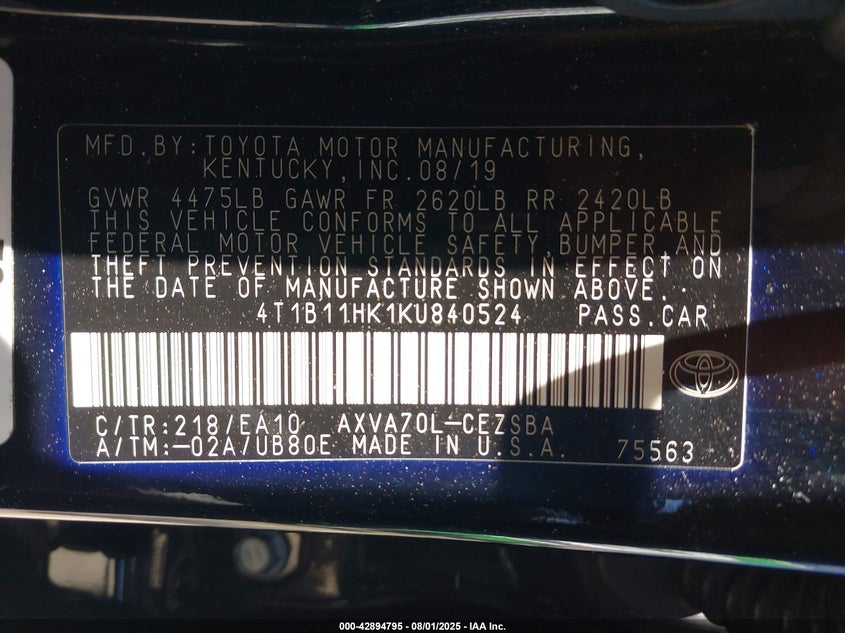 MFD.BY:TOYOTA MOTOR MANUFACTURING,
KENTUCKY,INC.08/19
GVWR 4475LB GAWR FR 2620LB RR 2420LB
THIS VEHICLE CONFORMS TO ALL APPLICABLE
FEDERAL MOTOR VEHICLE SAFETY,BUMPER AND
THEFT PREVENTION STANDARDS IN EFFECT ON
THE DATE OF MANUFACTURE SHOWN ABOVE.
4T1B11HK1KU840524 PASS.CAR
C/TR:218/EA10 AXVA70L-CEZSBA
A/TM:-02A/UB80E MADE IN U.S.A. 75563
000-42894795 - 08/01/2025 - IAA Inc.